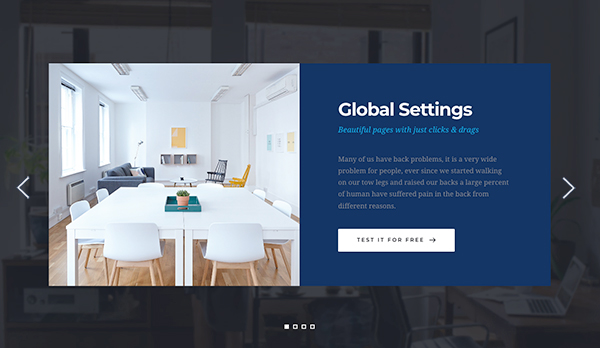 Global Settings
Beautiful pages with just clicks & drags
Many of us have back problems, it is a very wide
problem for people, ever since we started walking
on our tow legs and raised our backs a large percent
of human have suffered pain in the back from
different reasons.
TEST IT FOR FREE